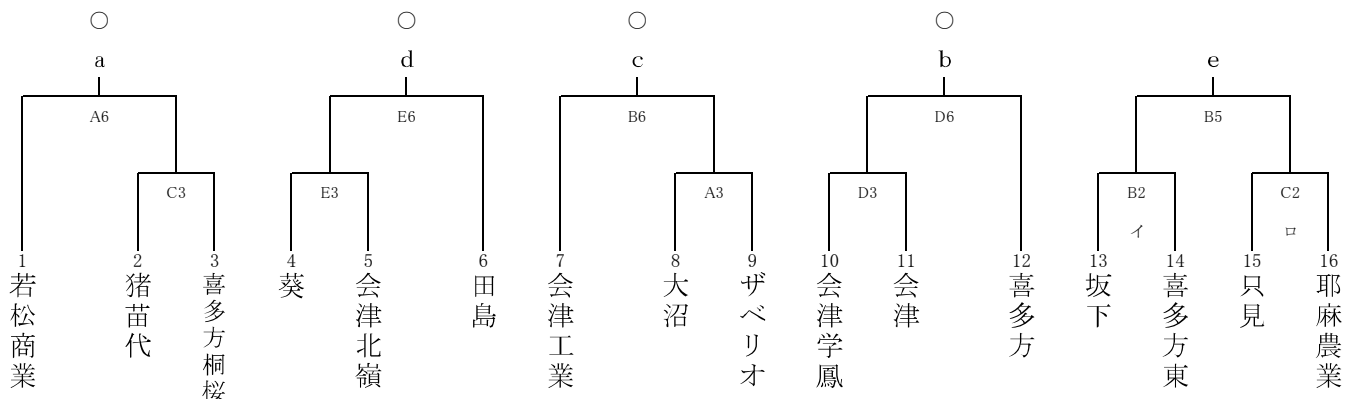 ○ ○ ○ ○
a d c b e
A6 E6 B6 D6 B5
C3 E3 A3 D3 B2 C2
イ ロ
1 2 3 4 5 6 7 8 9 10 11 12 13 14 15 16
若松商業
猪苗代
喜多方桐桜
葵
会津北嶺
田島
会津工業
大沼
ザベリオ
会津学鳳
会津
喜多方
坂下
喜多方東
只見
耶麻農業